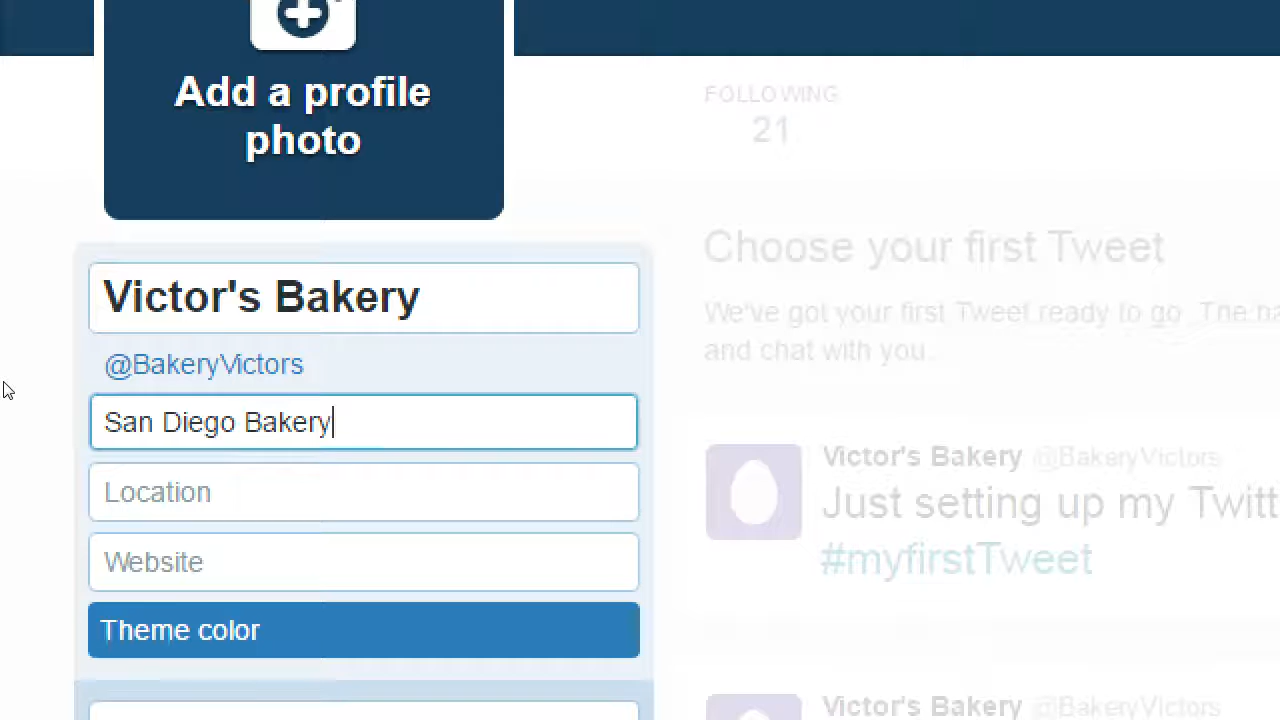 Add a profile
photo
FOLLOWING
21
Victor's Bakery
@BakeryVictors
San Diego Bakery
Location
Website
Theme color
Choose your first Tweet
We've got your first Tweet ready to go. The
and chat with you.
Victor's Bakery @BakeryVictors
Just setting up my
#myfirstTweet
Victor's Bakery @BakeryVictors